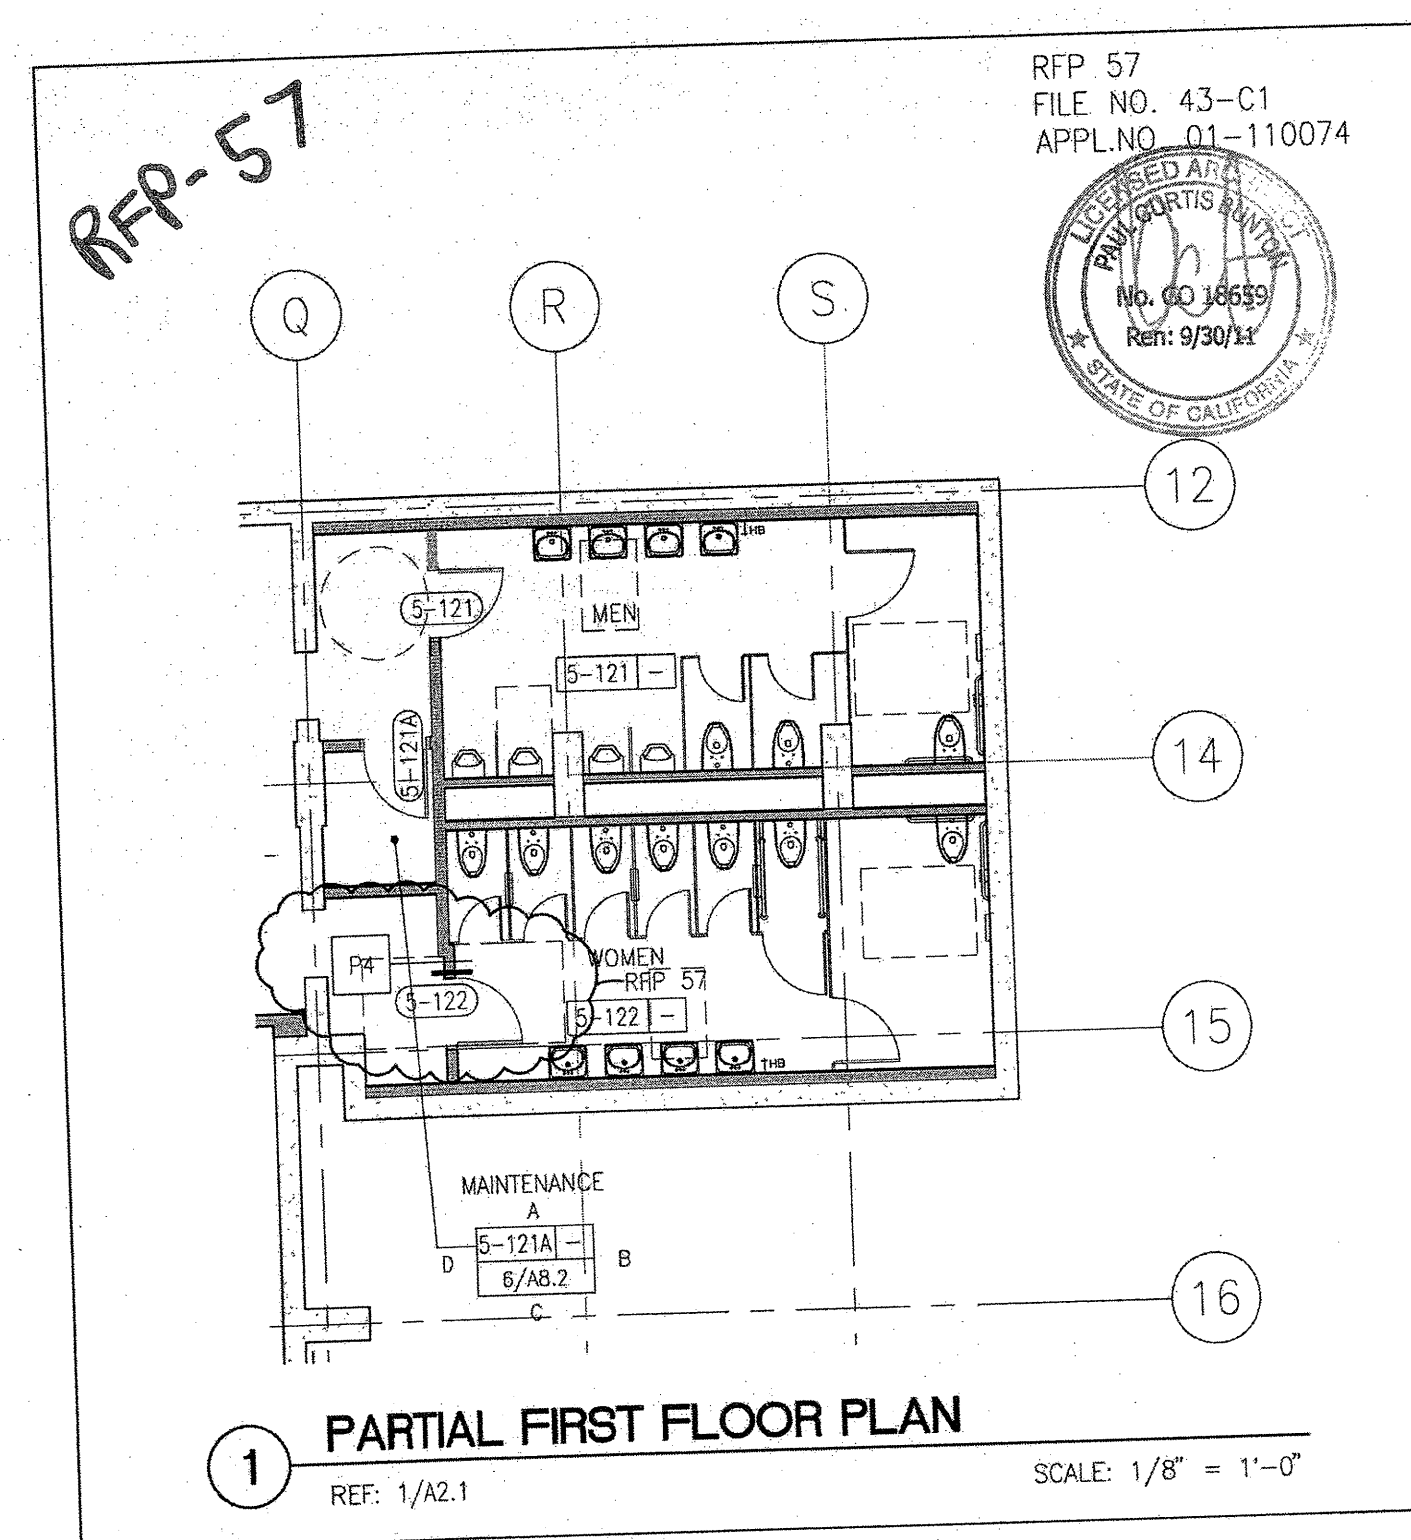 RFP-57
RFP 57
FILE NO. 43-C1
APPL.NO. 01-110074
LICENSED ARCHITECT
PAUL CURTIS BUNTON
No. CO 18659
Ren: 9/30/11
STATE OF CALIFORNIA
Q
R
S
12
HB
5-121
MEN
5-121 -
5-121A
14
P4
WOMEN
RFP 57
5-122
5-122 -
15
HB
MAINTENANCE
A
5-121A -
D
B
6/A8.2
C
16
1
PARTIAL FIRST FLOOR PLAN
REF: 1/A2.1
SCALE: 1/8" = 1'-0"